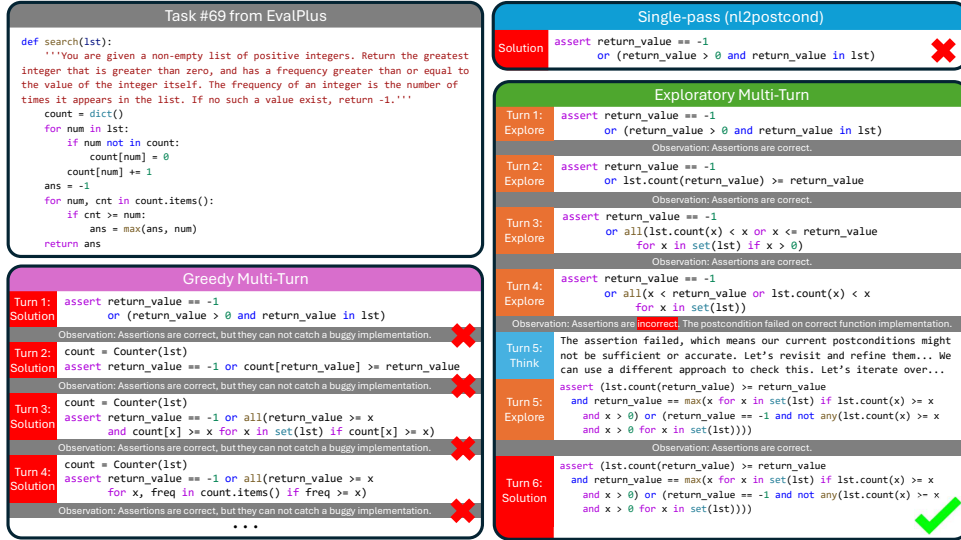 Task #69 from EvalPlus
def search(lst):
'''You are given a non-empty list of positive integers. Return the greatest
integer that is greater than zero, and has a frequency greater than or equal to
the value of the integer itself. The frequency of an integer is the number of
times it appears in the list. If no such a value exist, return -1.'''
count = dict()
for num in lst:
if num not in count:
count[num] = 0
count[num] += 1
ans = -1
for num, cnt in count.items():
if cnt >= num:
ans = max(ans, num)
return ans
Greedy Multi-Turn
Turn 1:
Solution
assert return_value == -1
or (return_value > 0 and return_value in lst)
Observation: Assertions are correct, but they can not catch a buggy implementation.
Turn 2:
Solution
count = Counter(lst)
assert return_value == -1 or count[return_value] >= return_value
Observation: Assertions are correct, but they can not catch a buggy implementation.
Turn 3:
Solution
count = Counter(lst)
assert return_value == -1 or all(return_value >= x
and count[x] >= x for x in set(lst) if count[x] >= x)
Observation: Assertions are correct, but they can not catch a buggy implementation.
Turn 4:
Solution
count = Counter(lst)
assert return_value == -1 or all(return_value >= x
for x, freq in count.items() if freq >= x)
Observation: Assertions are correct, but they can not catch a buggy implementation.
• • •
Single-pass (nl2postcond)
Solution
assert return_value == -1
or (return_value > 0 and return_value in lst)
Exploratory Multi-Turn
Turn 1:
Explore
assert return_value == -1
or (return_value > 0 and return_value in lst)
Observation: Assertions are correct.
Turn 2:
Explore
assert return_value == -1
or lst.count(return_value) >= return_value
Observation: Assertions are correct.
Turn 3:
Explore
assert return_value == -1
or all(lst.count(x) < x or x <= return_value
for x in set(lst) if x > 0)
Observation: Assertions are correct.
Turn 4:
Explore
assert return_value == -1
or all(x < return_value or lst.count(x) < x
for x in set(lst))
Observation: Assertions are incorrect. The postcondition failed on correct function implementation.
Turn 5:
Think
The assertion failed, which means our current postconditions might
not be sufficient or accurate. Let's revisit and refine them... We
can use a different approach to check this. Let's iterate over...
Turn 5:
Explore
assert (lst.count(return_value) >= return_value
and return_value == max(x for x in set(lst) if lst.count(x) >= x
and x > 0) or (return_value == -1 and not any(lst.count(x) >= x
and x > 0 for x in set(lst))))
Observation: Assertions are correct.
Turn 6:
Solution
assert (lst.count(return_value) >= return_value
and return_value == max(x for x in set(lst) if lst.count(x) >= x
and x > 0) or (return_value == -1 and not any(lst.count(x) >= x
and x > 0 for x in set(lst))))